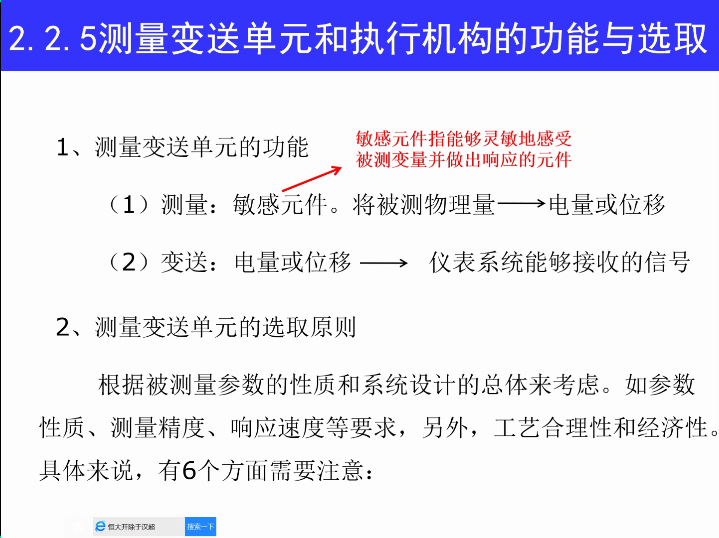 2.2.5测量变送单元和执行机构的功能与选取
1、测量变送单元的功能
敏感元件指能够灵敏地感受
被测变量并做出响应的元件
（1）测量：敏感元件。将被测物理量 电量或位移
（2）变送：电量或位移 仪表系统能够接收的信号
2、测量变送单元的选取原则
根据被测量参数的性质和系统设计的总体来考虑。如参数
性质、测量精度、响应速度等要求，另外，工艺合理性和经济性。
具体来说，有6个方面需要注意：
恒大开除于汉超 搜索一下